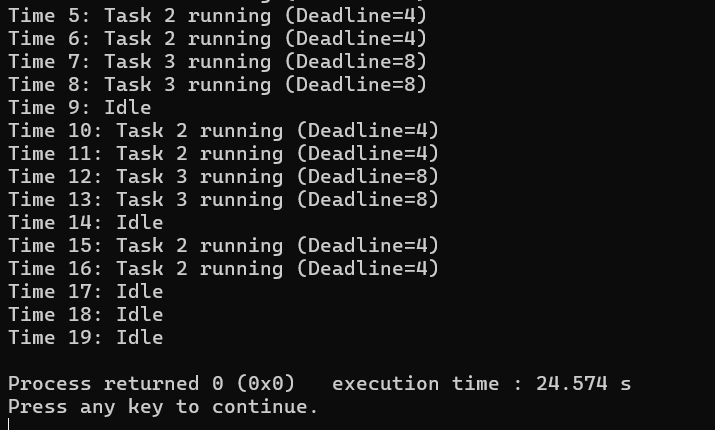 Time 5: Task 2 running (Deadline=4)
Time 6: Task 2 running (Deadline=4)
Time 7: Task 3 running (Deadline=8)
Time 8: Task 3 running (Deadline=8)
Time 9: Idle
Time 10: Task 2 running (Deadline=4)
Time 11: Task 2 running (Deadline=4)
Time 12: Task 3 running (Deadline=8)
Time 13: Task 3 running (Deadline=8)
Time 14: Idle
Time 15: Task 2 running (Deadline=4)
Time 16: Task 2 running (Deadline=4)
Time 17: Idle
Time 18: Idle
Time 19: Idle
Process returned 0 (0x0)   execution time : 24.574 s
Press any key to continue.